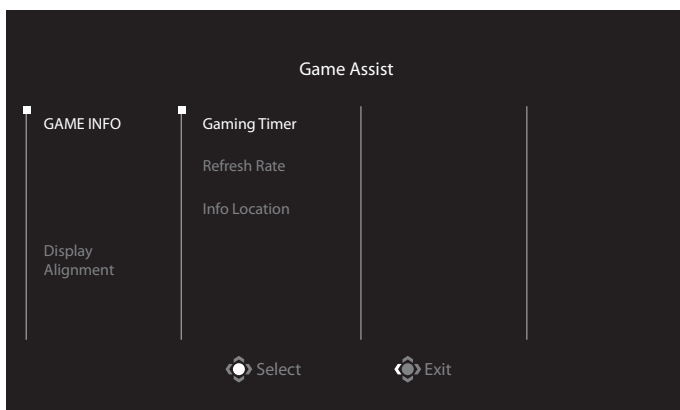 Game Assist
GAME INFO
Gaming Timer
Refresh Rate
Info Location
Display
Alignment
Select
Exit